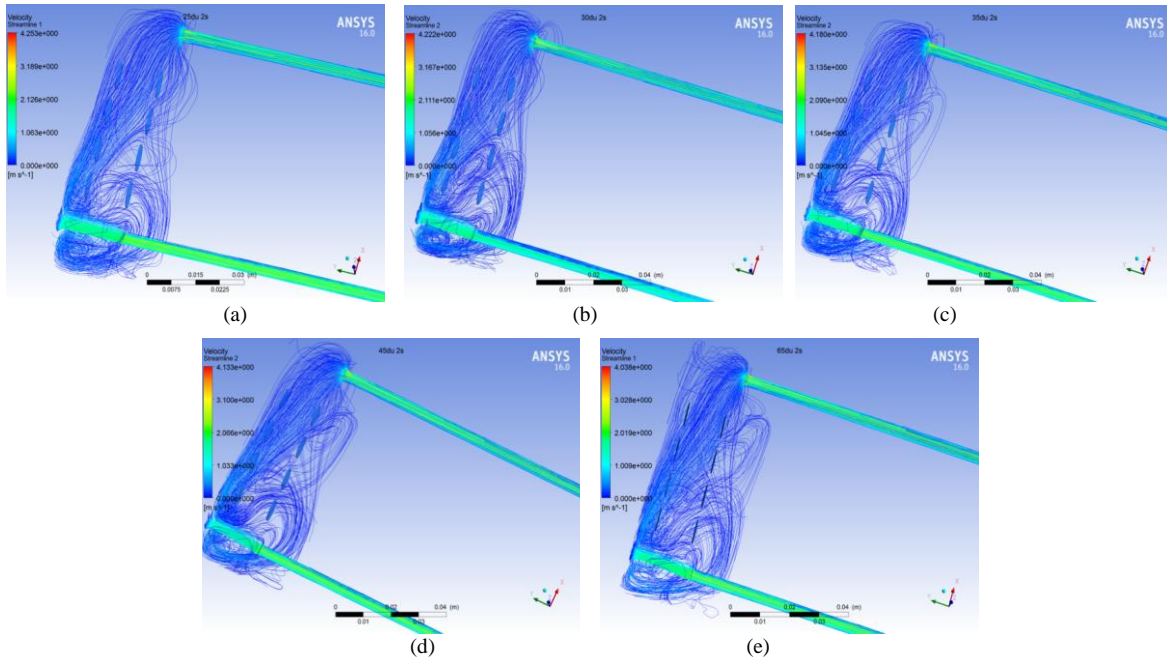 Velocity
Streamline 1
25du 2s
ANSYS
16.0
4.253e+000
3.189e+000
2.126e+000
1.063e+000
0.000e+000
[m s^-1]
0 0.015 0.03 (m)
0.0075 0.0225
Y X
(a)
Velocity
Streamline 2
30du 2s
ANSYS
16.0
4.222e+000
3.167e+000
2.111e+000
1.056e+000
0.000e+000
[m s^-1]
0 0.02 0.04 (m)
0.01 0.03
Y X
(b)
Velocity
Streamline 2
35du 2s
ANSYS
16.0
4.180e+000
3.135e+000
2.090e+000
1.045e+000
0.000e+000
[m s^-1]
0 0.02 0.04 (m)
0.01 0.03
Y X
(c)
Velocity
Streamline 2
45du 2s
ANSYS
16.0
4.133e+000
3.100e+000
2.066e+000
1.033e+000
0.000e+000
[m s^-1]
0 0.02 0.04 (m)
0.01 0.03
Y X
(d)
Velocity
Streamline 1
65du 2s
ANSYS
16.0
4.038e+000
3.028e+000
2.019e+000
1.009e+000
0.000e+000
[m s^-1]
0 0.02 0.04 (m)
0.01 0.03
Y X
(e)